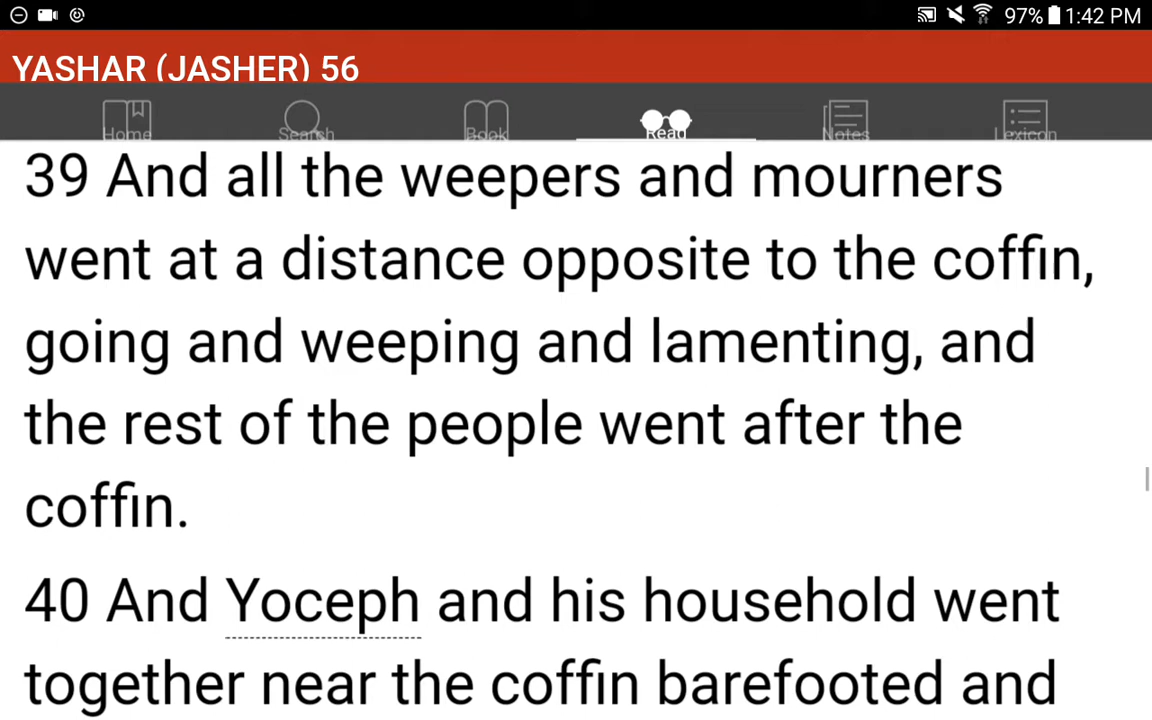 97% 1:42 PM
YASHAR (JASHER) 56
Home Search Book Read Notes Lexicon
39 And all the weepers and mourners
went at a distance opposite to the coffin,
going and weeping and lamenting, and
the rest of the people went after the
coffin.
40 And Yoceph and his household went
together near the coffin barefooted and